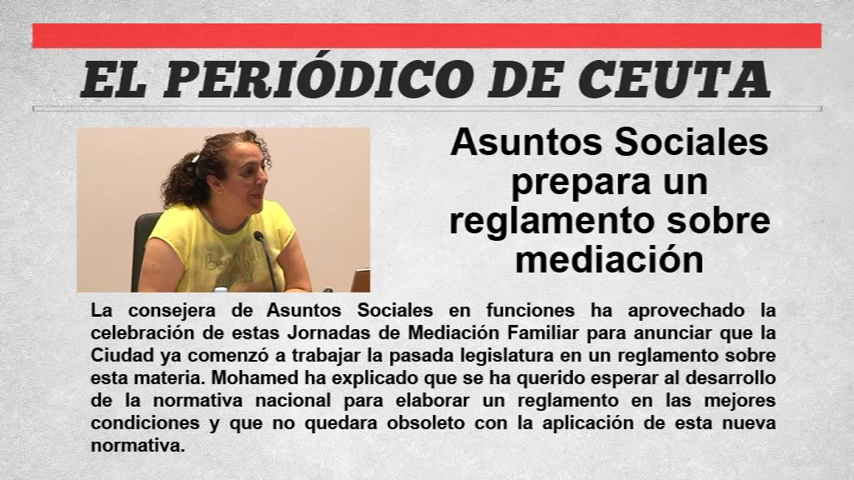 EL PERIÓDICO DE CEUTA
Asuntos Sociales
prepara un
reglamento sobre
mediación
La consejera de Asuntos Sociales en funciones ha aprovechado la
celebración de estas Jornadas de Mediación Familiar para anunciar que la
Ciudad ya comenzó a trabajar la pasada legislatura en un reglamento sobre
esta materia. Mohamed ha explicado que se ha querido esperar al desarrollo
de la normativa nacional para elaborar un reglamento en las mejores
condiciones y que no quedara obsoleto con la aplicación de esta nueva
normativa.